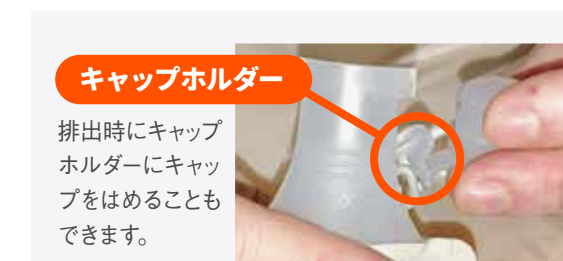 キャップホルダー
排出時にキャップ
ホルダーにキャッ
プをはめることも
できます。